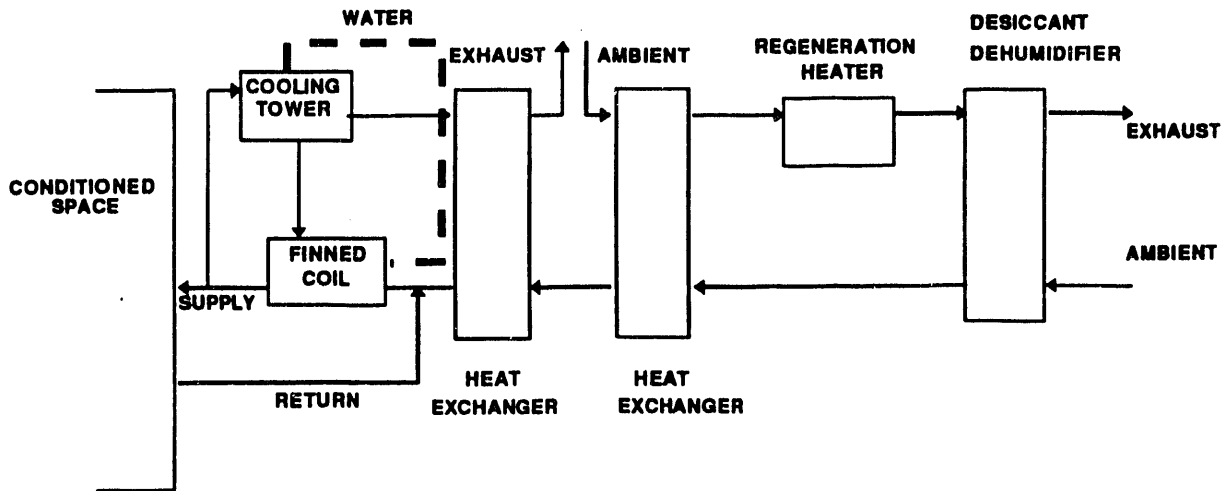 WATER
DESICCANT
DEHUMIDIFIER
EXHAUST
AMBIENT
REGENERATION
HEATER
COOLING
TOWER
EXHAUST
CONDITIONED
SPACE
FINNED
COIL
AMBIENT
SUPPLY
RETURN
HEAT
EXCHANGER
HEAT
EXCHANGER